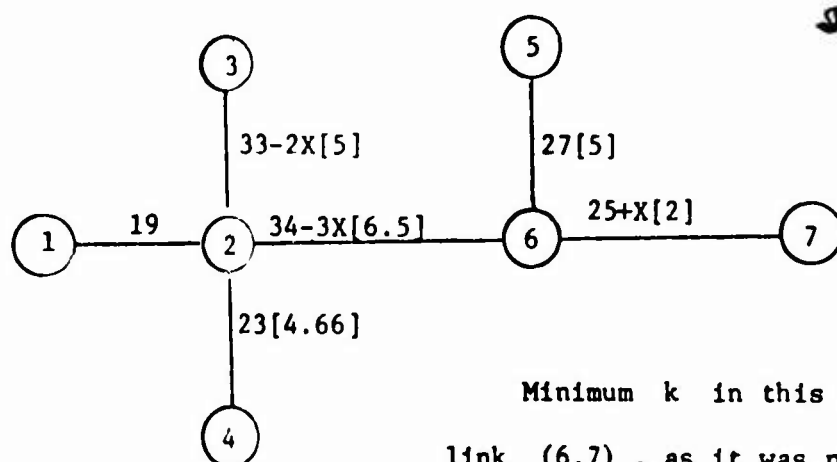 3
5
33-2X[5]
27[5]
1
19
2
34-3X[6.5]
6
25+X[2]
7
23[4.66]
4
Minimum k in this
link (6,7) , as it was